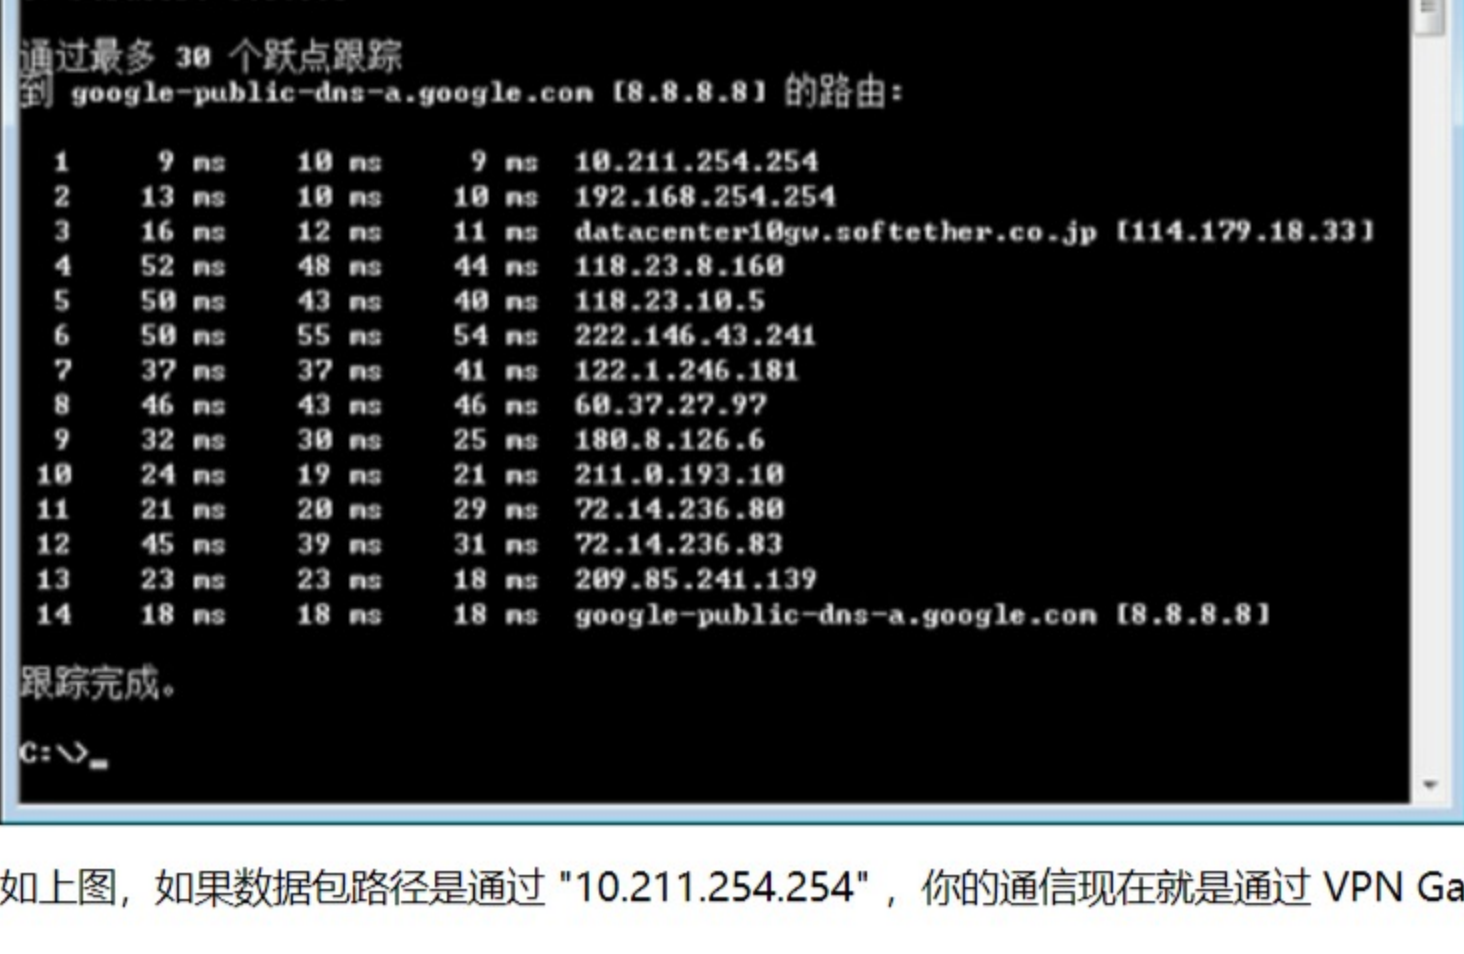 通过最多 30 个跃点跟踪
到 google-public-dns-a.google.com [8.8.8.8] 的路由:
1 9 ms 10 ms 9 ms 10.211.254.254
2 13 ms 10 ms 10 ms 192.168.254.254
3 16 ms 12 ms 11 ms datacenter10gw.softether.co.jp [114.179.18.33]
4 52 ms 48 ms 44 ms 118.23.8.160
5 50 ms 43 ms 40 ms 118.23.10.5
6 50 ms 55 ms 54 ms 222.146.43.241
7 37 ms 37 ms 41 ms 122.1.246.181
8 46 ms 43 ms 46 ms 60.37.27.97
9 32 ms 30 ms 25 ms 180.8.126.6
10 24 ms 19 ms 21 ms 211.0.193.10
11 21 ms 20 ms 29 ms 72.14.236.80
12 45 ms 39 ms 31 ms 72.14.236.83
13 23 ms 23 ms 18 ms 209.85.241.139
14 18 ms 18 ms 18 ms google-public-dns-a.google.com [8.8.8.8]
跟踪完成。
C:\>_
如上图，如果数据包路径是通过 "10.211.254.254" ，你的通信现在就是通过 VPN Ga